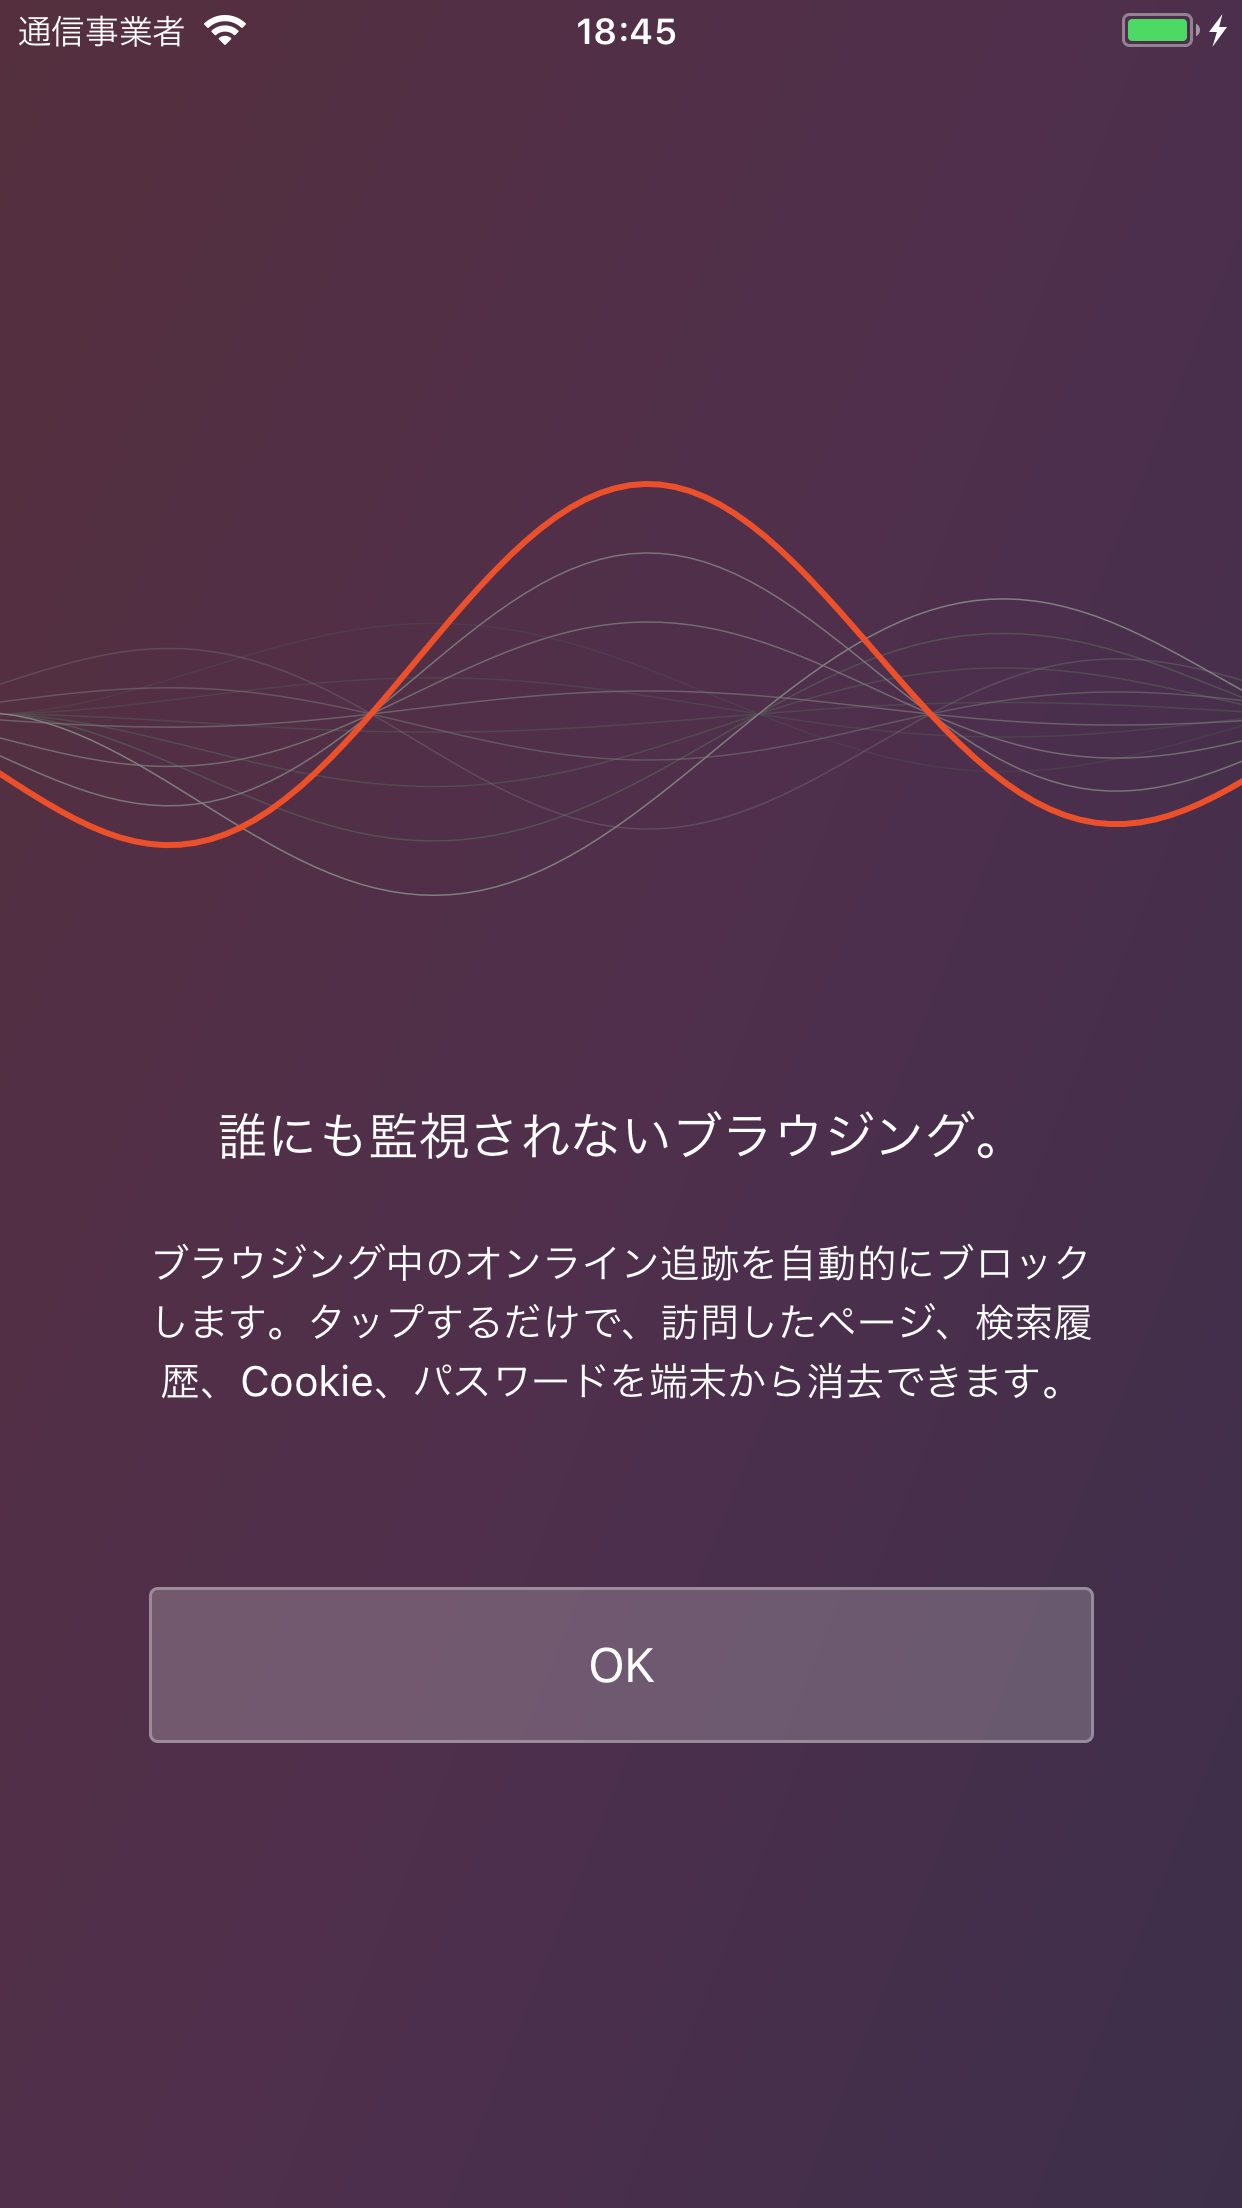 通信事業者 18:45
誰にも監視されないブラウジング。
ブラウジング中のオンライン追跡を自動的にブロック
します。タップするだけで、訪問したページ、検索履
歴、Cookie、パスワードを端末から消去できます。
OK